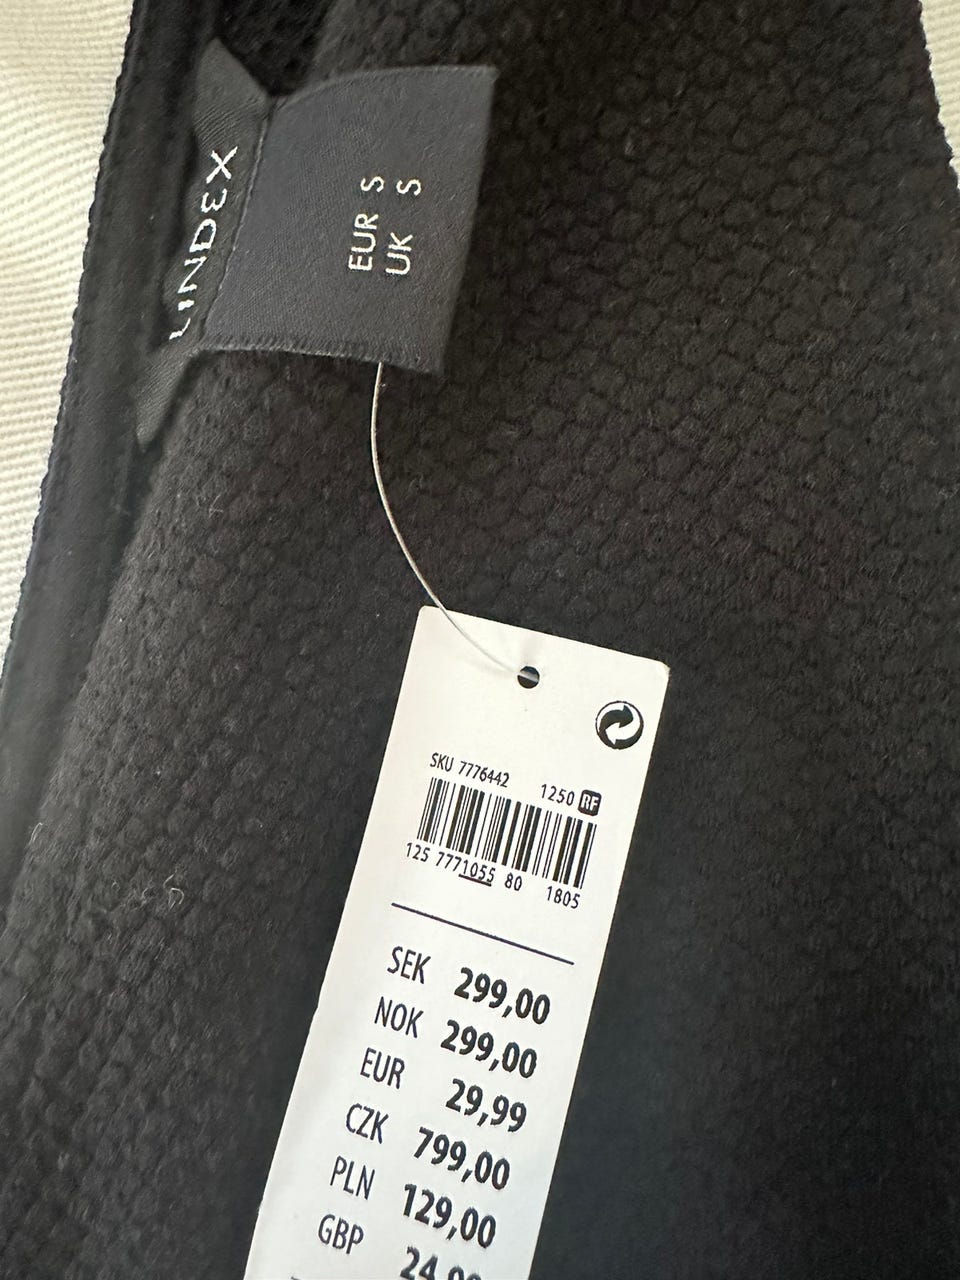 LINDEX
EUR S
UK S
SKU 7776442 1250 RF
125 7771055 80 1805
SEK 299,00
NOK 299,00
EUR 29,99
CZK 799,00
PLN 129,00
GBP